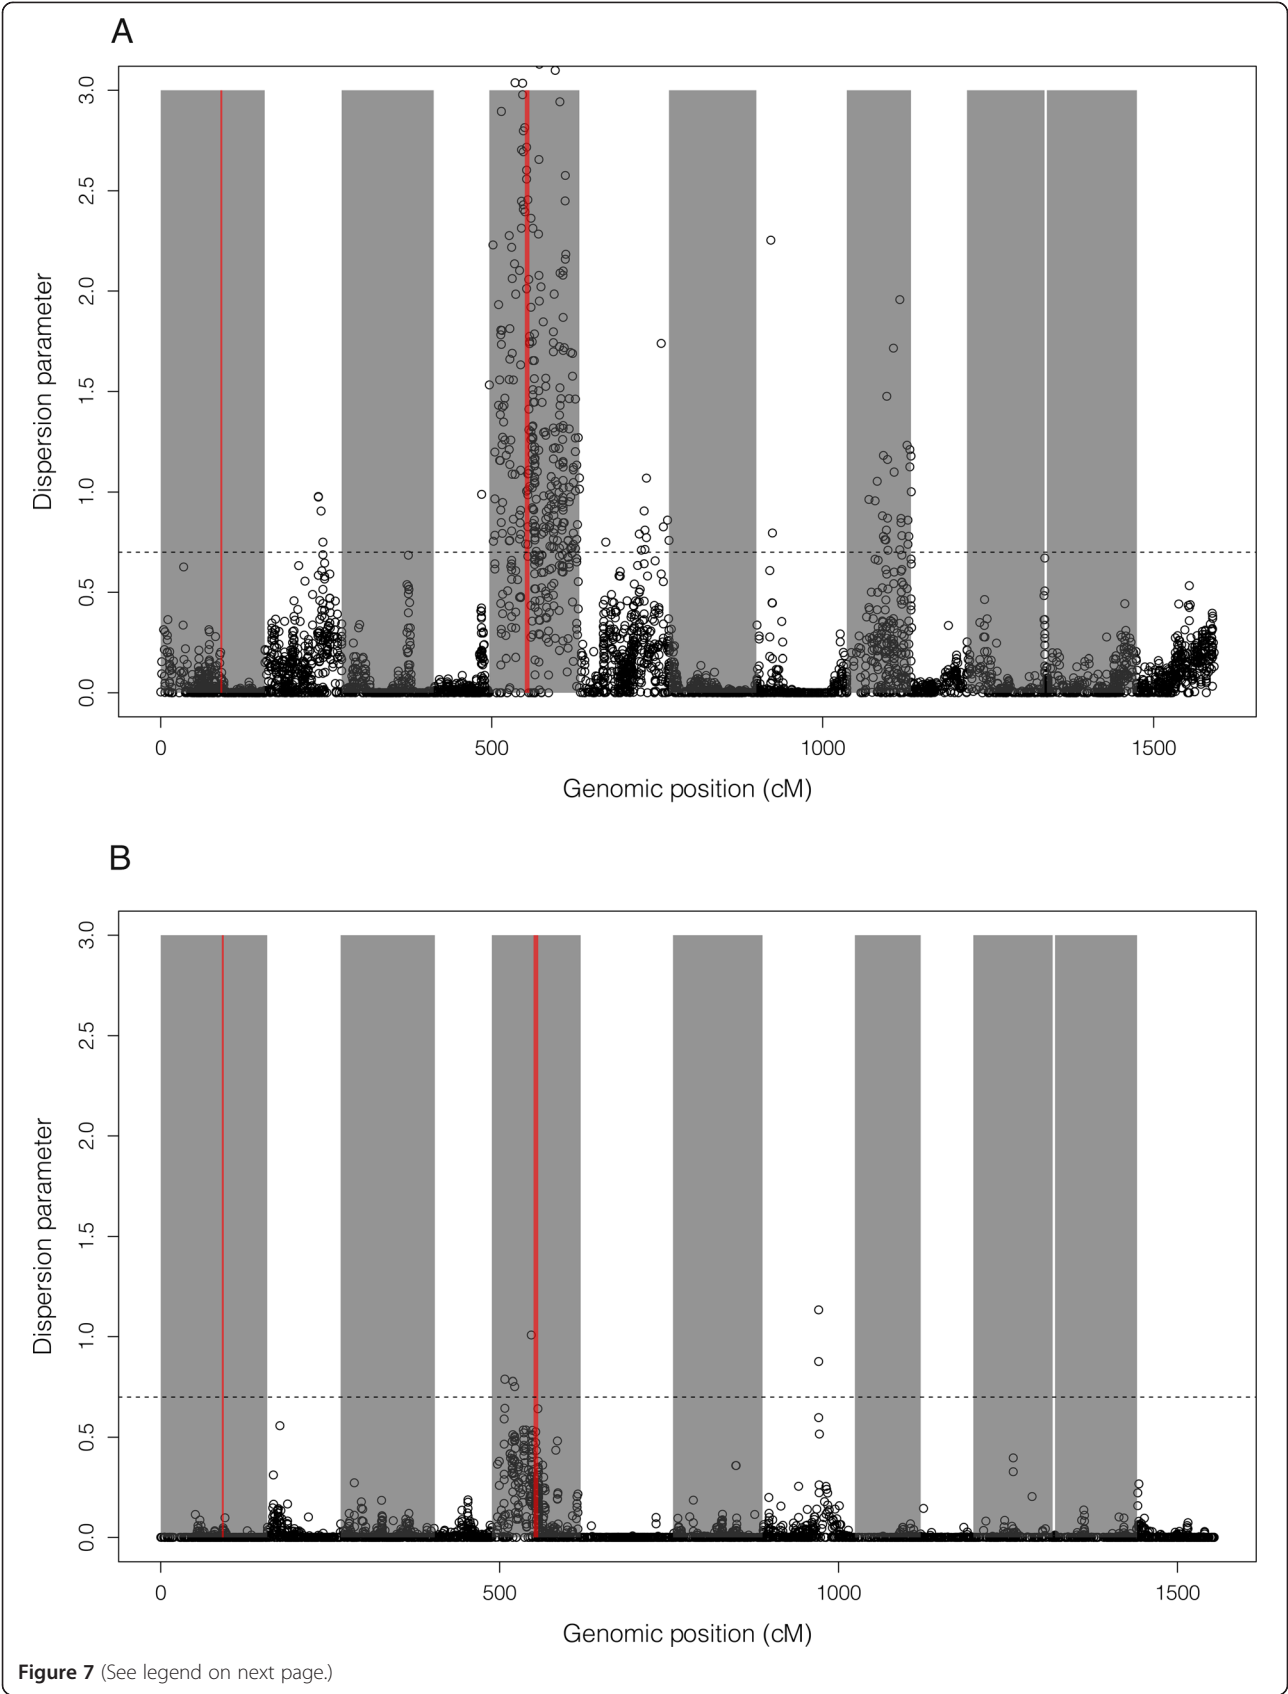 A
Dispersion parameter
3.0
2.5
2.0
1.5
1.0
0.5
0.0
0 500 1000 1500
Genomic position (cM)
B
Dispersion parameter
3.0
2.5
2.0
1.5
1.0
0.5
0.0
0 500 1000 1500
Genomic position (cM)
Figure 7 (See legend on next page.)